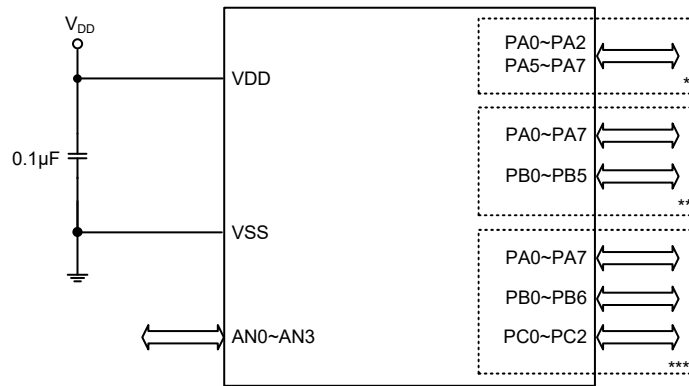 VDD
VDD
0.1µF
VSS
AN0~AN3
PA0~PA2
PA5~PA7
*
PA0~PA7
PB0~PB5
**
PA0~PA7
PB0~PB6
PC0~PC2
***